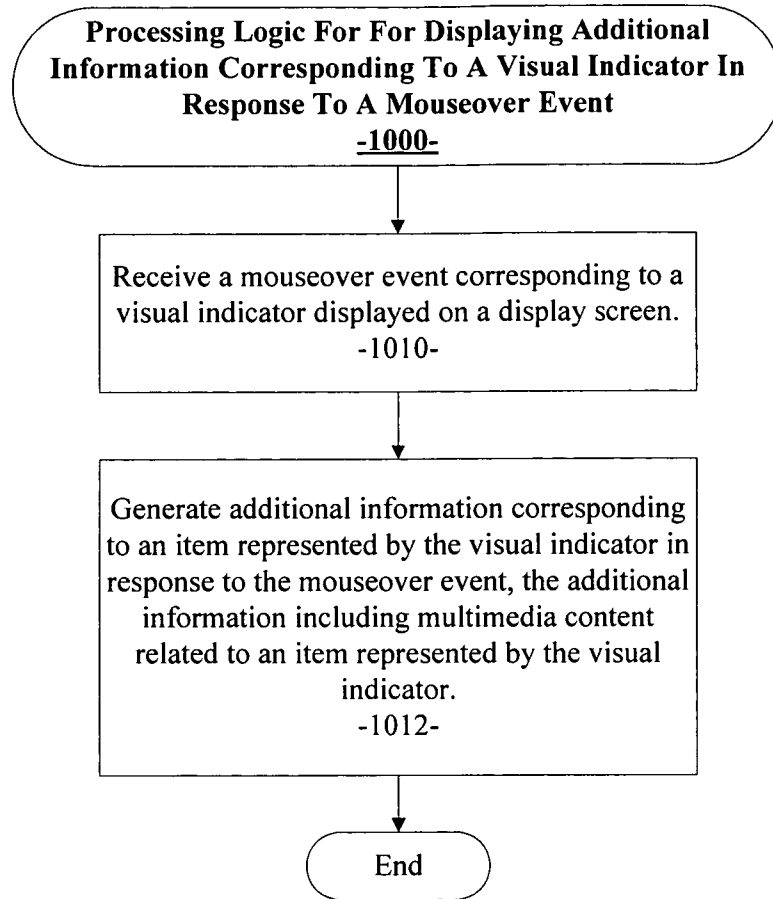 Processing Logic For For Displaying Additional
Information Corresponding To A Visual Indicator In
Response To A Mouseover Event
-1000-
Receive a mouseover event corresponding to a
visual indicator displayed on a display screen.
-1010-
Generate additional information corresponding
to an item represented by the visual indicator in
response to the mouseover event, the additional
information including multimedia content
related to an item represented by the visual
indicator.
-1012-
End